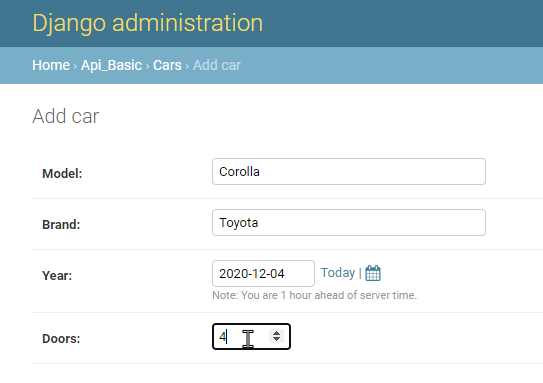 Django administration
Home › Api_Basic › Cars › Add car
Add car
Model: Corolla
Brand: Toyota
Year: 2020-12-04 Today |
Note: You are 1 hour ahead of server time.
Doors: 4